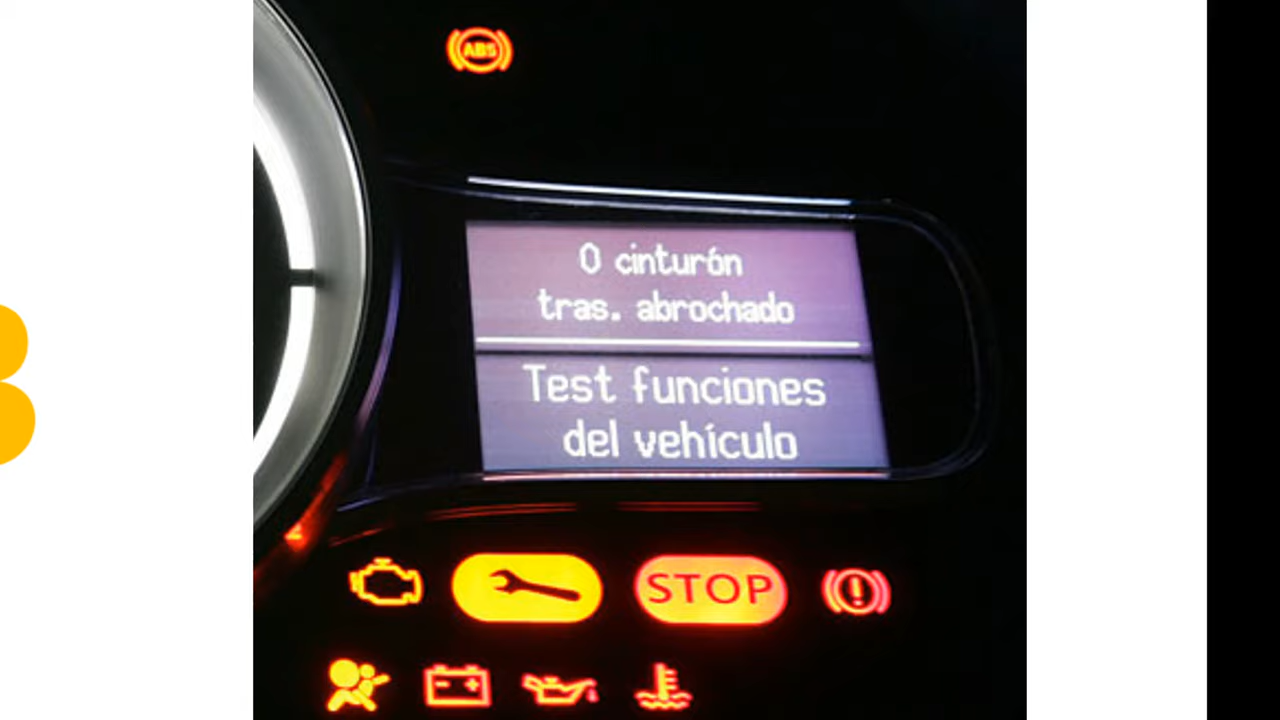 ABS
0 cinturón
tras. abrochado
Test funciones
del vehículo
STOP